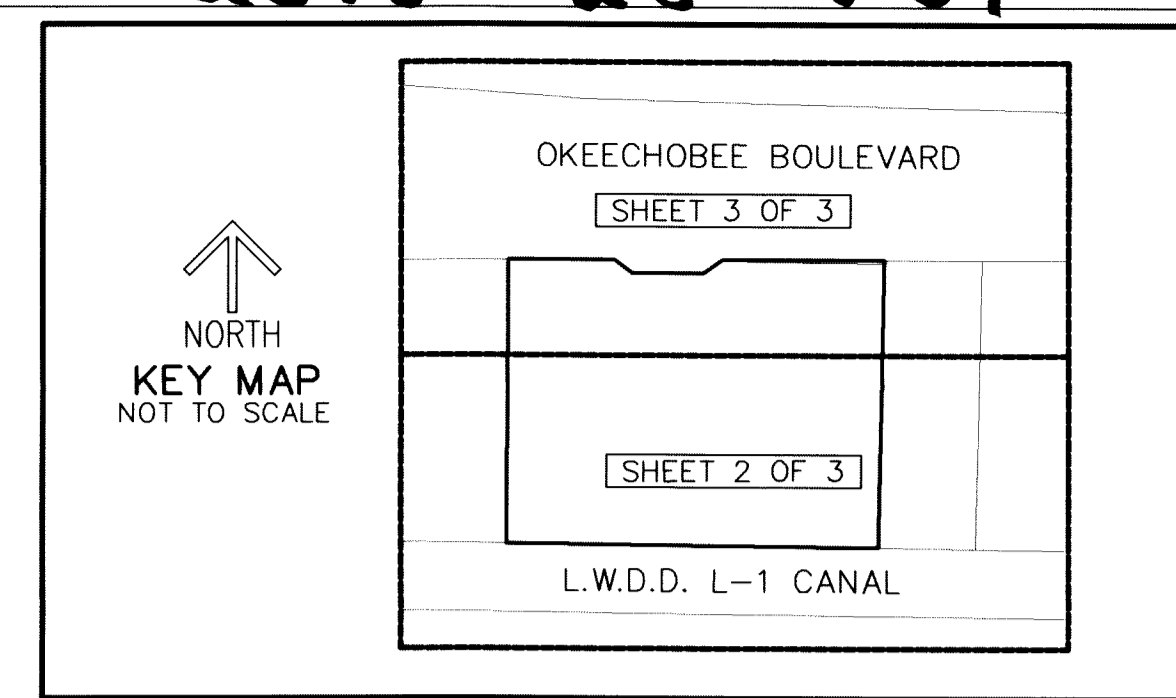 OKEECHOBEE BOULEVARD
SHEET 3 OF 3
NORTH
KEY MAP
NOT TO SCALE
SHEET 2 OF 3
L.W.D.D. L-1 CANAL